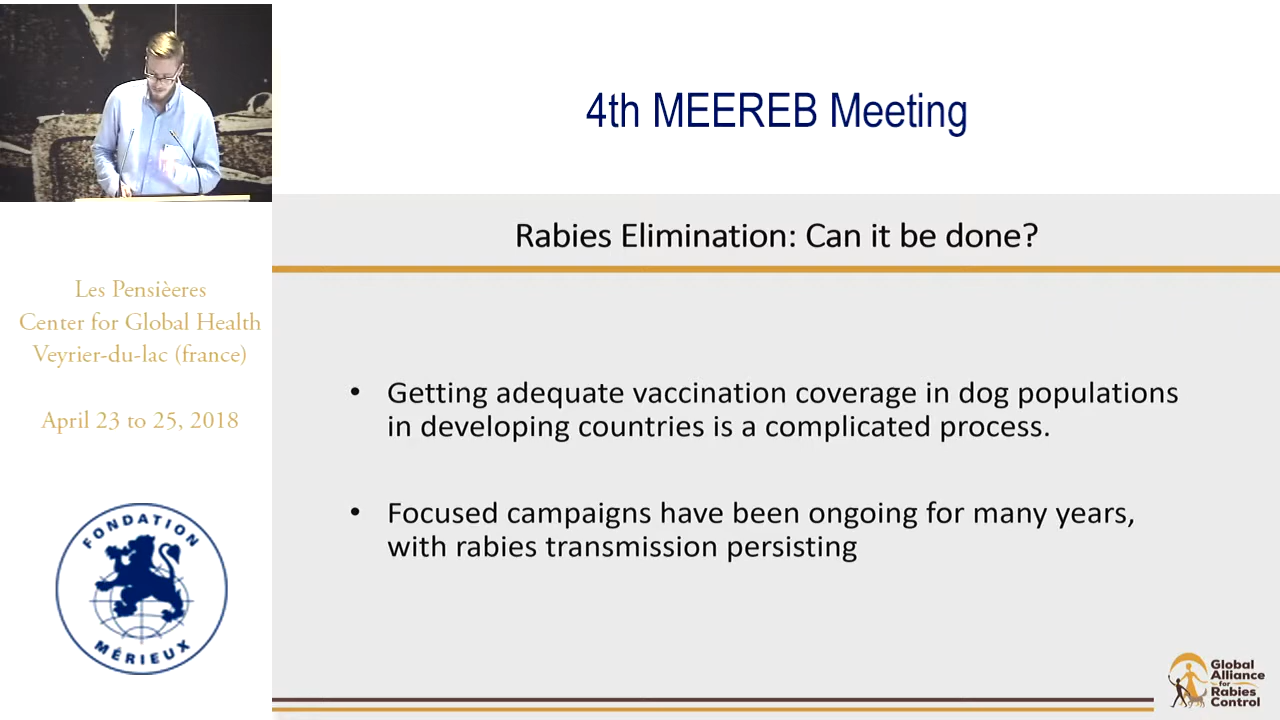 4th MEEREB Meeting
Rabies Elimination: Can it be done?
Les Pensièeres
Center for Global Health
Veyrier-du-lac (france)
April 23 to 25, 2018
• Getting adequate vaccination coverage in dog populations
in developing countries is a complicated process.
• Focused campaigns have been ongoing for many years,
with rabies transmission persisting
FONDATION
MÉRIEUX
Global
Alliance
for
Rabies
Control